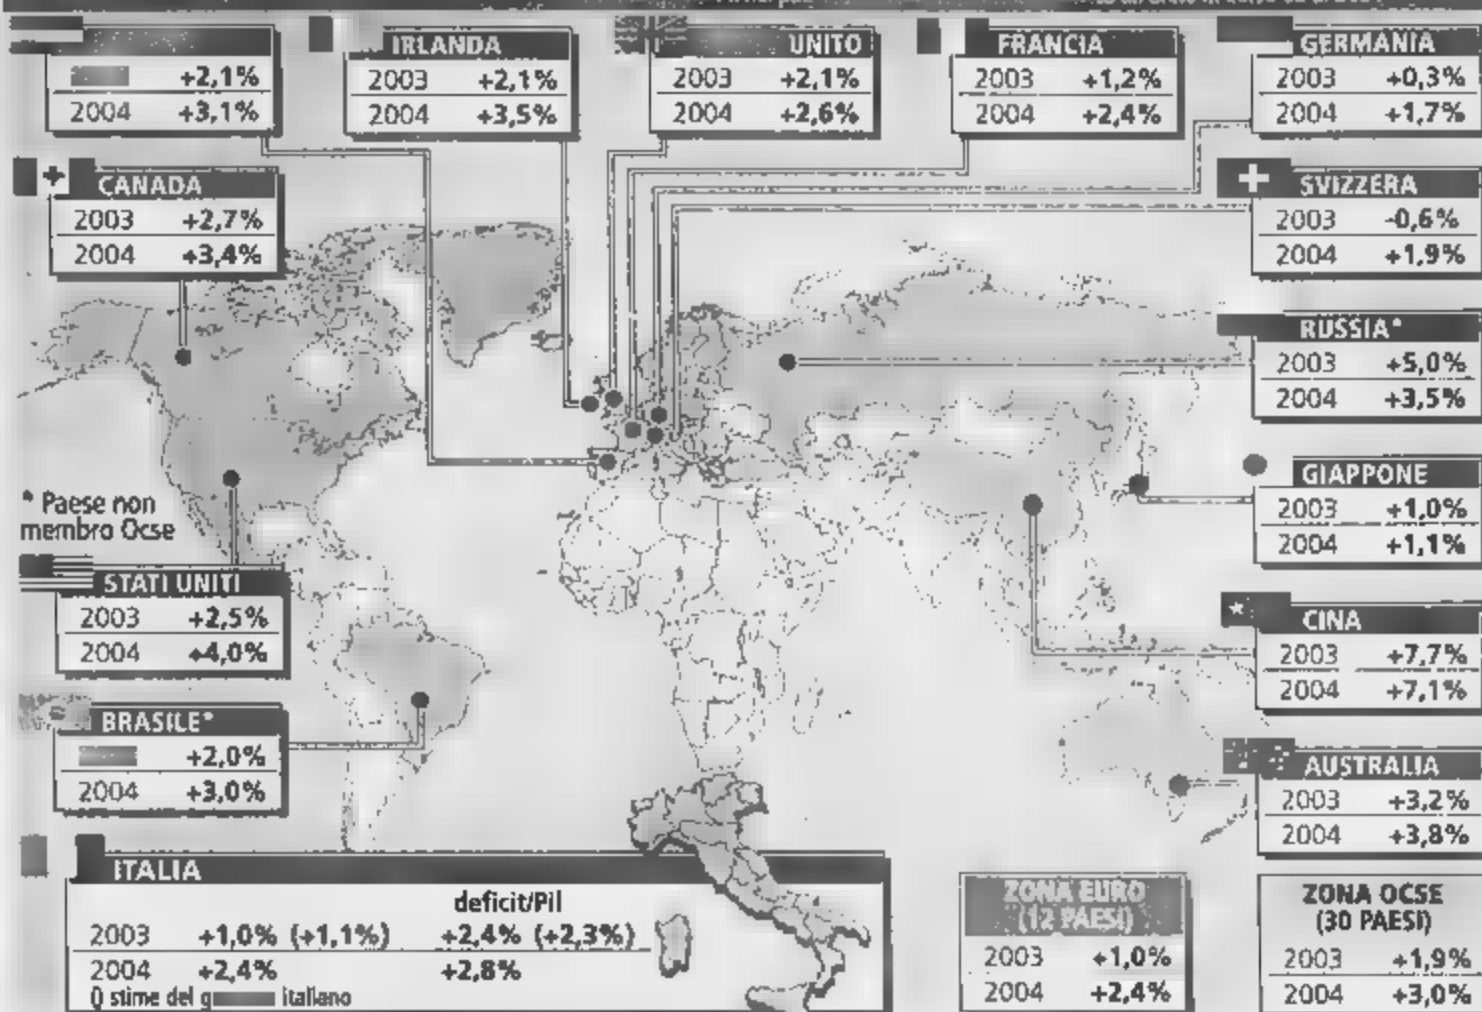 +2,1%
2004 +3,1%
IRLANDA
2003 +2,1%
2004 +3,5%
UNITO
2003 +2,1%
2004 +2,6%
FRANCIA
2003 +1,2%
2004 +2,4%
GERMANIA
2003 +0,3%
2004 +1,7%
CANADA
2003 +2,7%
2004 +3,4%
SVIZZERA
2003 -0,6%
2004 +1,9%
RUSSIA*
2003 +5,0%
2004 +3,5%
* Paese non
membro Ocse
GIAPPONE
2003 +1,0%
2004 +1,1%
STATI UNITI
2003 +2,5%
2004 +4,0%
CINA
2003 +7,7%
2004 +7,1%
BRASILE*
+2,0%
2004 +3,0%
AUSTRALIA
2003 +3,2%
2004 +3,8%
ITALIA
deficit/Pil
2003 +1,0% (+1,1%) +2,4% (+2,3%)
2004 +2,4% +2,8%
() stime del italiano
ZONA EURO
(12 PAESI)
2003 +1,0%
2004 +2,4%
ZONA OCSE
(30 PAESI)
2003 +1,9%
2004 +3,0%